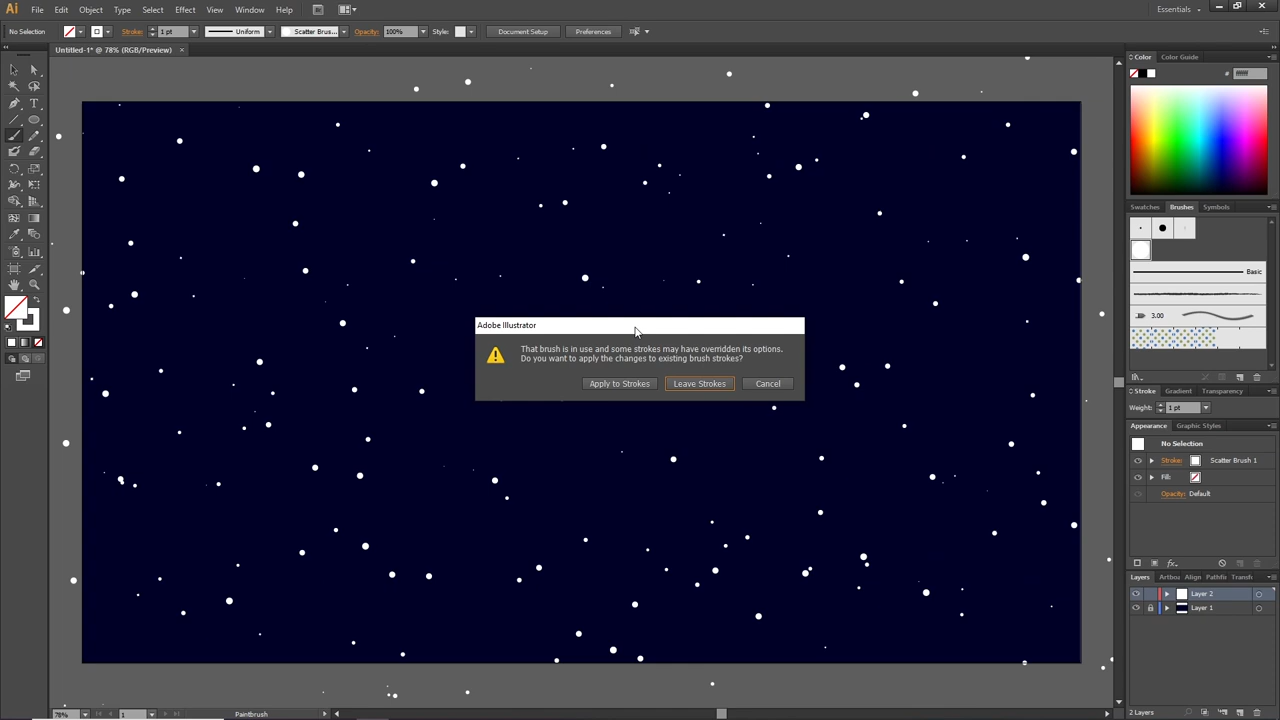 Ai File Edit Object Type Select Effect View Window Help Br Essentials
No Selection Stroke: 1 pt Uniform Scatter Brus... Opacity: 100% Style: Document Setup Preferences
Untitled-1* @ 78% (RGB/Preview)
Color Color Guide
#
Swatches Brushes Symbols
Basic
3.00
Adobe Illustrator
That brush is in use and some strokes may have overridden its options.
Do you want to apply the changes to existing brush strokes?
Apply to Strokes Leave Strokes Cancel
Stroke Gradient Transparency
Weight: 1 pt
Appearance Graphic Styles
No Selection
Stroke: Scatter Brush 1
Fill:
Opacity: Default
Layers Artboa Align Pathfin Transfo
Layer 2
Layer 1
78% 1 Paintbrush 2 Layers